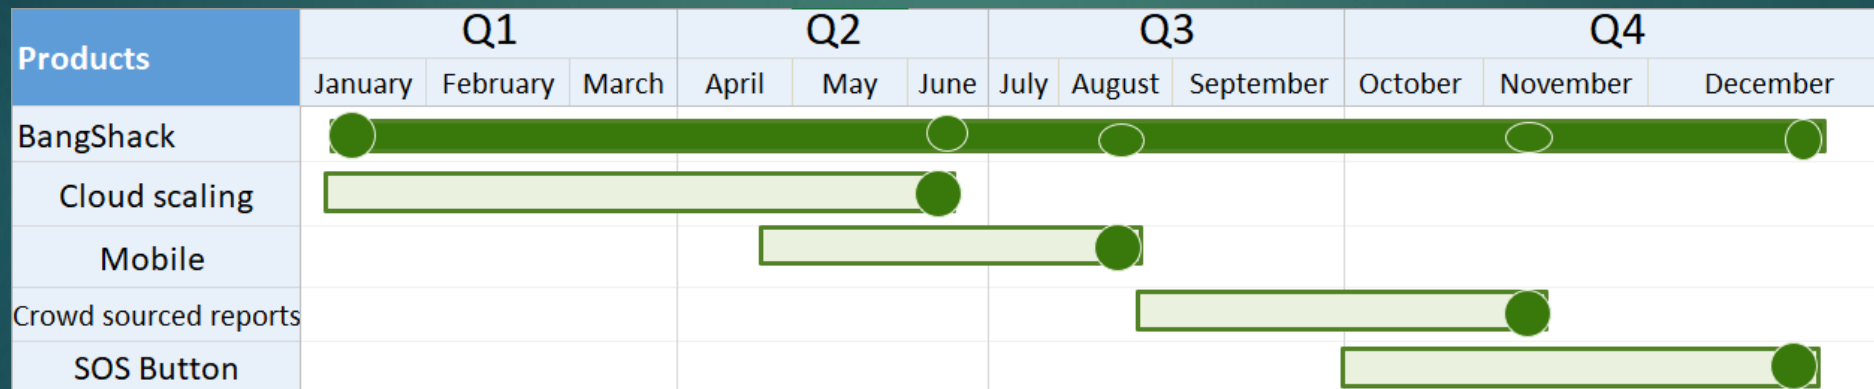 Products
Q1 Q2 Q3 Q4
January February March April May June July August September October November December
BangShack
Cloud scaling
Mobile
Crowd sourced reports
SOS Button